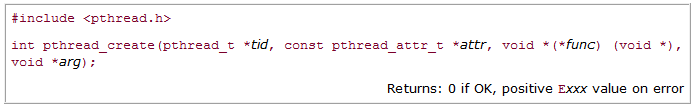 #include <pthread.h>
int pthread_create(pthread_t *tid, const pthread_attr_t *attr, void *(*func) (void *),
void *arg);
Returns: 0 if OK, positive Exxx value on error